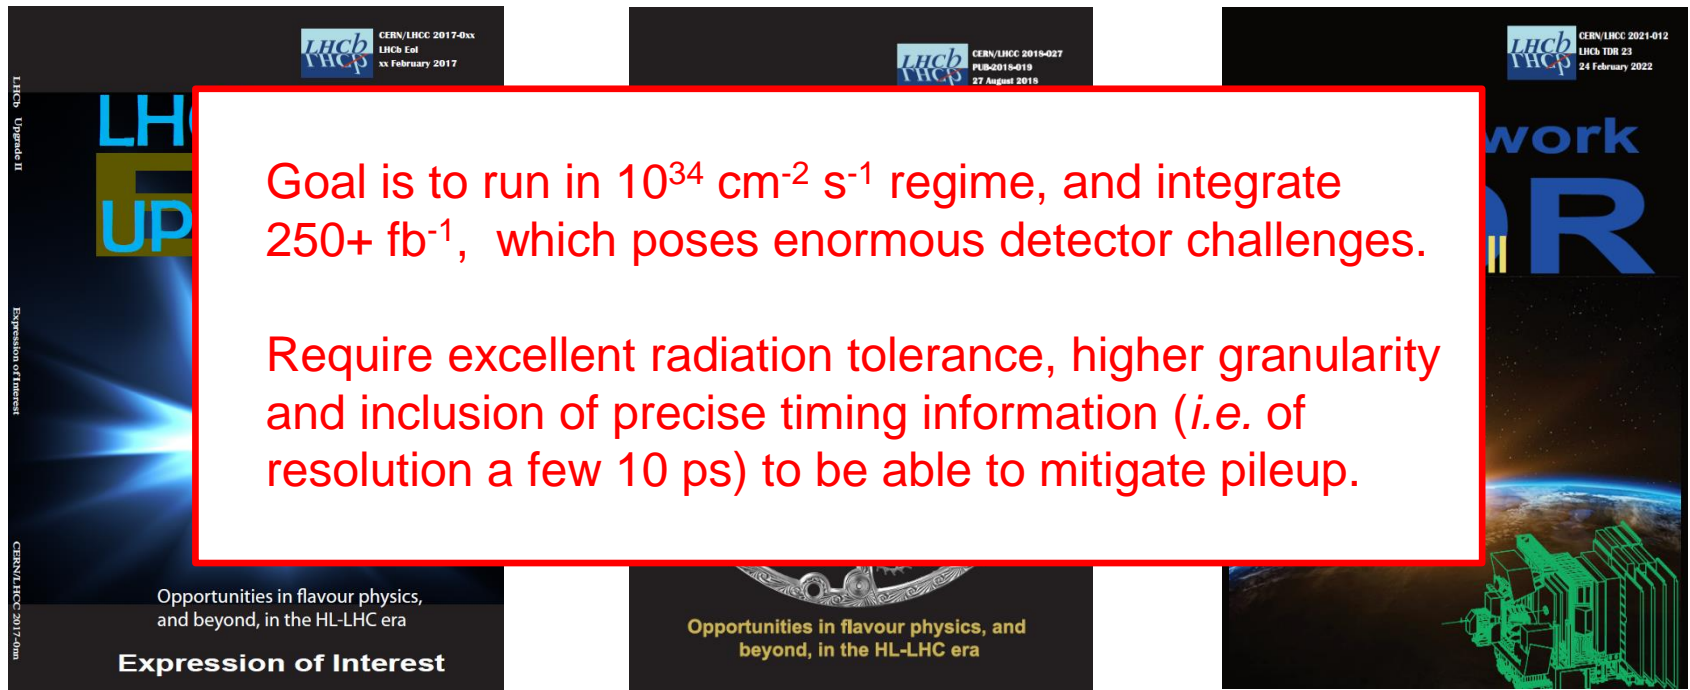 CERN/LHCC 2017-0xx
LHCb EoI
xx February 2017
LHCb
LHCb Upgrade II
Expression of Interest
CERN/LHCC 2017-0nn
UP
Opportunities in flavour physics,
and beyond, in the HL-LHC era
Expression of Interest
LHCb
CERN/LHCC 2018-027
PUB-2018-019
27 August 2018
Opportunities in flavour physics, and
beyond, in the HL-LHC era
LHCb
CERN/LHCC 2021-012
LHCb TDR 23
24 February 2022
work
R
II
Goal is to run in 10³⁴ cm⁻² s⁻¹ regime, and integrate
250+ fb⁻¹, which poses enormous detector challenges.
Require excellent radiation tolerance, higher granularity
and inclusion of precise timing information (i.e. of
resolution a few 10 ps) to be able to mitigate pileup.